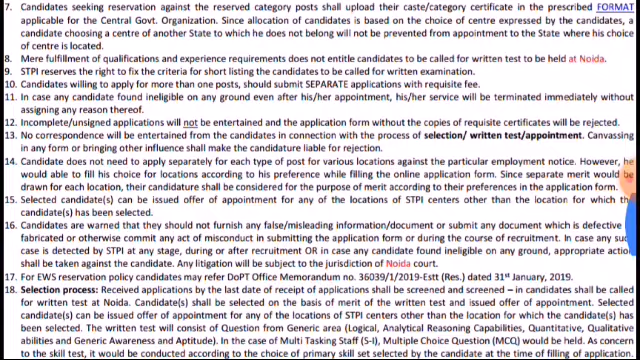 7. Candidates seeking reservation against the reserved category posts shall upload their caste/category certificate in the prescribed FORMAT
applicable for the Central Govt. Organization. Since allocation of candidates is based on the choice of centre expressed by the candidates, a
candidate choosing a centre of another State to which he does not belong will not be prevented from appointment to the State where his choice
of centre is located.
8. Mere fulfillment of qualifications and experience requirements does not entitle candidates to be called for written test to be held at Noida.
9. STPI reserves the right to fix the criteria for short listing the candidates to be called for written examination.
10. Candidates willing to apply for more than one posts, should submit SEPARATE applications with requisite fee.
11. In case any candidate found ineligible on any ground even after his/her appointment, his/her service will be terminated immediately without
assigning any reason thereof.
12. Incomplete/unsigned applications will not be entertained and the application form without the copies of requisite certificates will be rejected.
13. No correspondence will be entertained from the candidates in connection with the process of selection/ written test/appointment. Canvassing
in any form or bringing other influence shall make the candidature liable for rejection.
14. Candidate does not need to apply separately for each type of post for various locations against the particular employment notice. However, he
would able to fill his choice for locations according to his preference while filling the online application form. Since separate merit would be
drawn for each location, their candidature shall be considered for the purpose of merit according to their preferences in the application form.
15. Selected candidate(s) can be issued offer of appointment for any of the locations of STPI centers other than the location for which
candidate(s) has been selected.
16. Candidates are warned that they should not furnish any false/misleading information/document or submit any document which is defective
fabricated or otherwise commit any act of misconduct in submitting the application form or during the course of recruitment. In case any
case is detected by STPI at any stage, during or after recruitment OR in case any candidate found ineligible on any ground, appropriate
shall be taken against the candidate. Any litigation will be subject to the jurisdiction of Noida court.
17. For EWS reservation policy candidates may refer DoPT Office Memorandum no. 36039/1/2019-Estt (Res.) dated 31st January, 2019.
18. Selection process: Received applications by the last date of receipt of applications shall be screened and screened – in candidates shall be called
for written test at Noida. Candidate(s) shall be selected on the basis of merit of the written test and issued offer of appointment. Selected
candidate(s) can be issued offer of appointment for any of the locations of STPI centers other than the location for which the candidate(s) has
been selected. The written test will consist of Question from Generic area (Logical, Analytical Reasoning Capabilities, Quantitative, Qualitative
abilities and Generic Awareness and Aptitude). In the case of Multi Tasking Staff (S-I), Multiple Choice Question (MCQ) would be held. As concern
to the skill test, it would be conducted according to the choice of primary skill set selected by the candidate at the time of filling of application